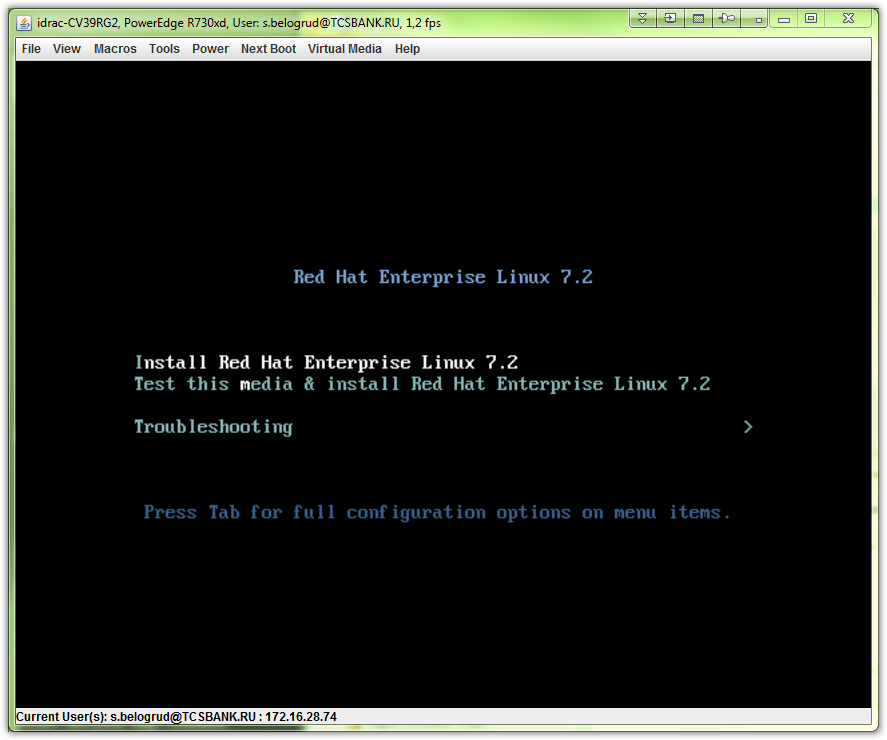 idrac-CV39RG2, PowerEdge R730xd, User: s.belogrud@TCSBANK.RU, 1,2 fps
File View Macros Tools Power Next Boot Virtual Media Help
Red Hat Enterprise Linux 7.2
Install Red Hat Enterprise Linux 7.2
Test this media & install Red Hat Enterprise Linux 7.2
Troubleshooting >
Press Tab for full configuration options on menu items.
Current User(s): s.belogrud@TCSBANK.RU : 172.16.28.74